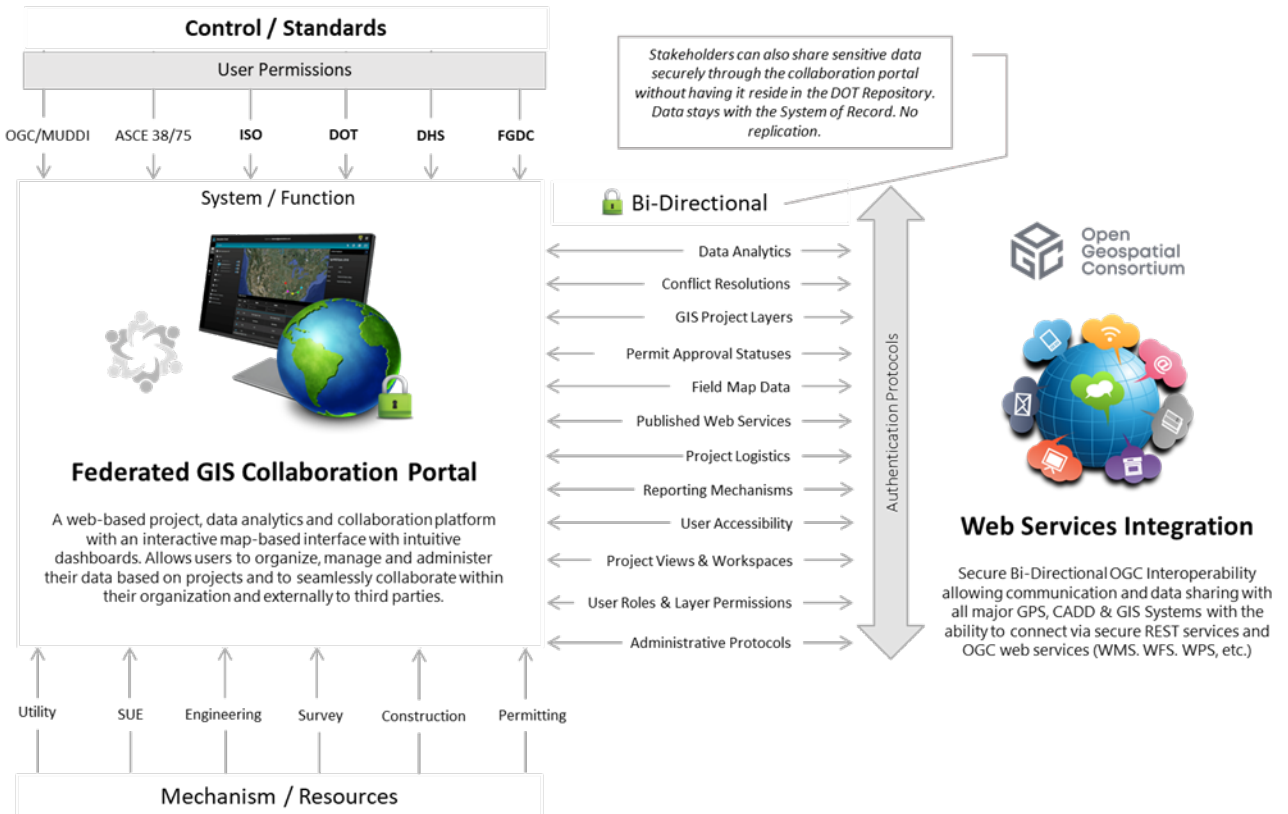 Control / Standards
User Permissions
OGC/MUDDI
ASCE 38/75
ISO
DOT
DHS
FGDC
Stakeholders can also share sensitive data
securely through the collaboration portal
without having it reside in the DOT Repository.
Data stays with the System of Record. No
replication.
System / Function
Federated GIS Collaboration Portal
A web-based project, data analytics and collaboration platform
with an interactive map-based interface with intuitive
dashboards. Allows users to organize, manage and administer
their data based on projects and to seamlessly collaborate within
their organization and externally to third parties.
Bi-Directional
Data Analytics
Conflict Resolutions
GIS Project Layers
Permit Approval Statuses
Field Map Data
Published Web Services
Project Logistics
Reporting Mechanisms
User Accessibility
Project Views & Workspaces
User Roles & Layer Permissions
Administrative Protocols
Authentication Protocols
OGC
Open
Geospatial
Consortium
@
Web Services Integration
Secure Bi-Directional OGC Interoperability
allowing communication and data sharing with
all major GPS, CADD & GIS Systems with the
ability to connect via secure REST services and
OGC web services (WMS. WFS. WPS, etc.)
Utility
SUE
Engineering
Survey
Construction
Permitting
Mechanism / Resources